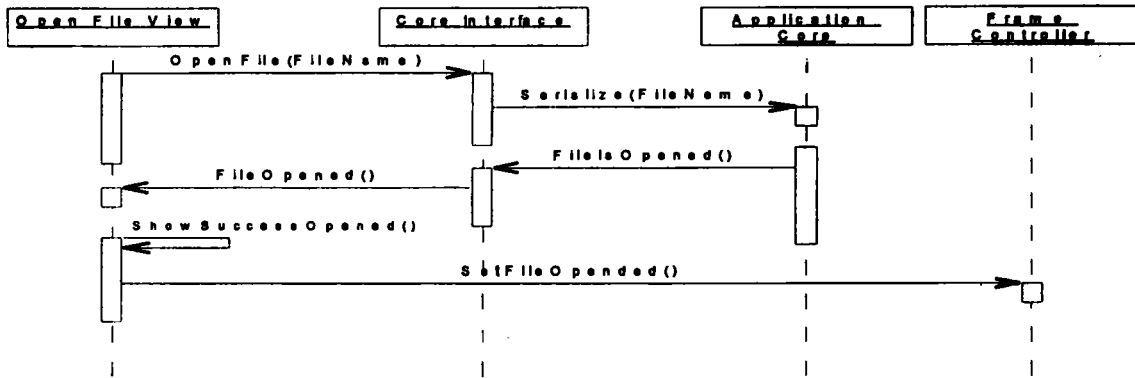 Open File View
Core Interface
Application
Core
Frame
Controller
OpenFile(FileName)
Serialize(FileName)
FileIsOpened()
FileOpened()
ShowSuccessOpened()
SetFileOpended()